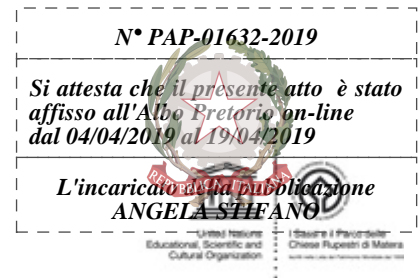 N° PAP-01632-2019
Si attesta che il presente atto è stato
affisso all'Albo Pretorio on-line
dal 04/04/2019 al 19/04/2019
L'incaricato della pubblicazione
ANGELA STIFANO
REPVBBLICA ITALIANA
United Nations
Educational, Scientific and
Cultural Organization
I Sassi e il Parco delle
Chiese Rupestri di Matera